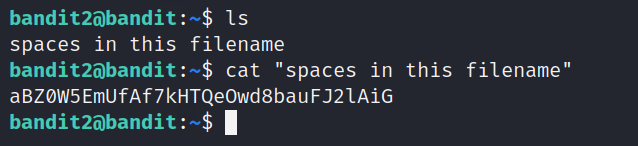 bandit2@bandit:~$ ls
spaces in this filename
bandit2@bandit:~$ cat "spaces in this filename"
aBZ0W5EmUfAf7kHTQeOwd8bauFJ2lAiG
bandit2@bandit:~$